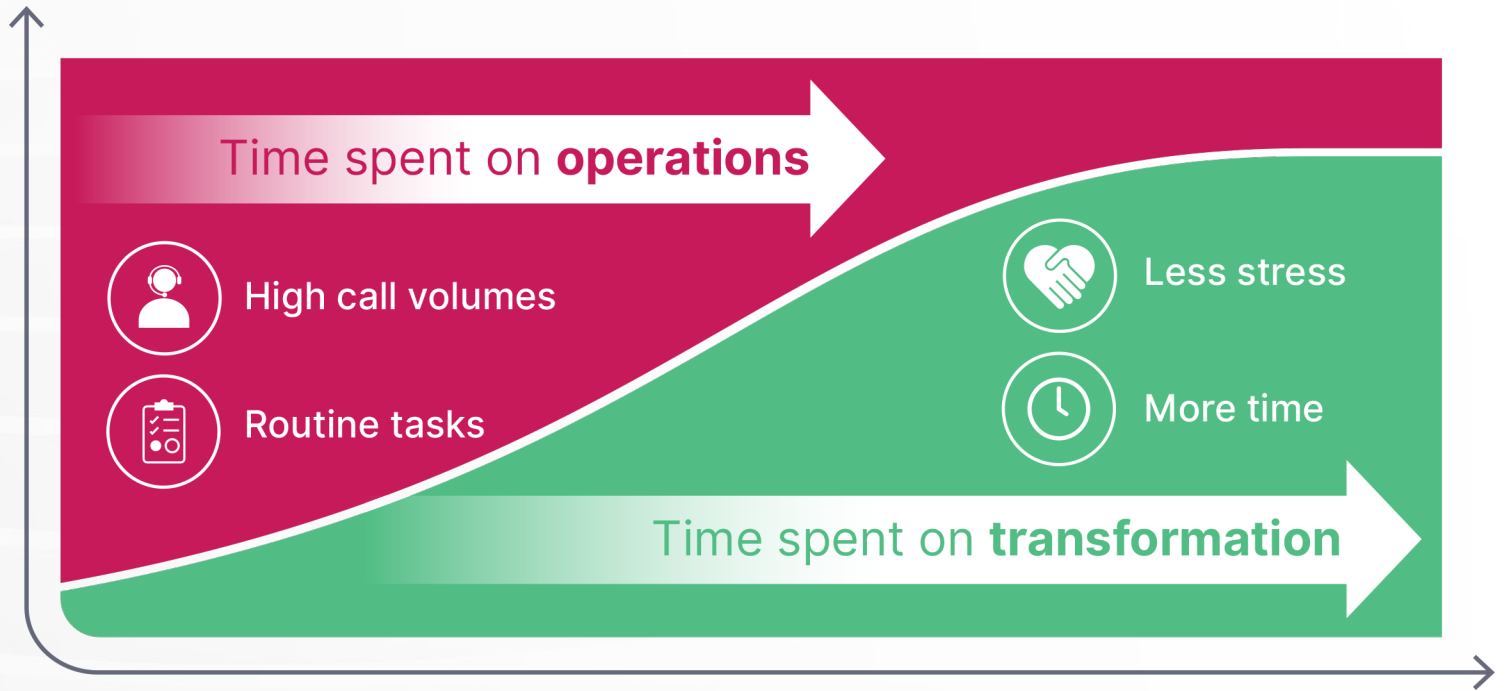 Time spent on operations
High call volumes
Routine tasks
Less stress
More time
Time spent on transformation